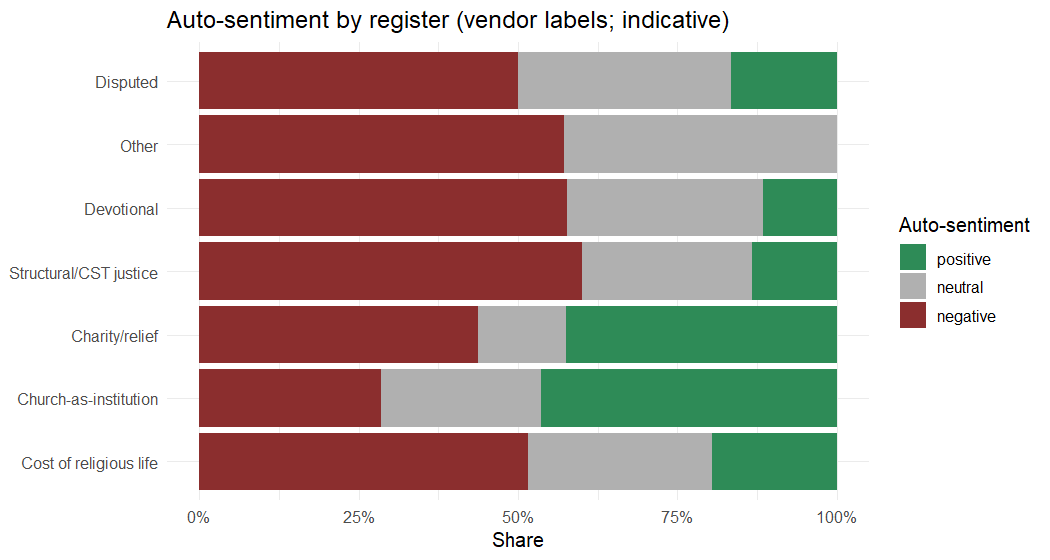 Auto-sentiment by register (vendor labels; indicative)
Disputed
Other
Devotional
Structural/CST justice
Charity/relief
Church-as-institution
Cost of religious life
0%
25%
50%
75%
100%
Share
Auto-sentiment
positive
neutral
negative